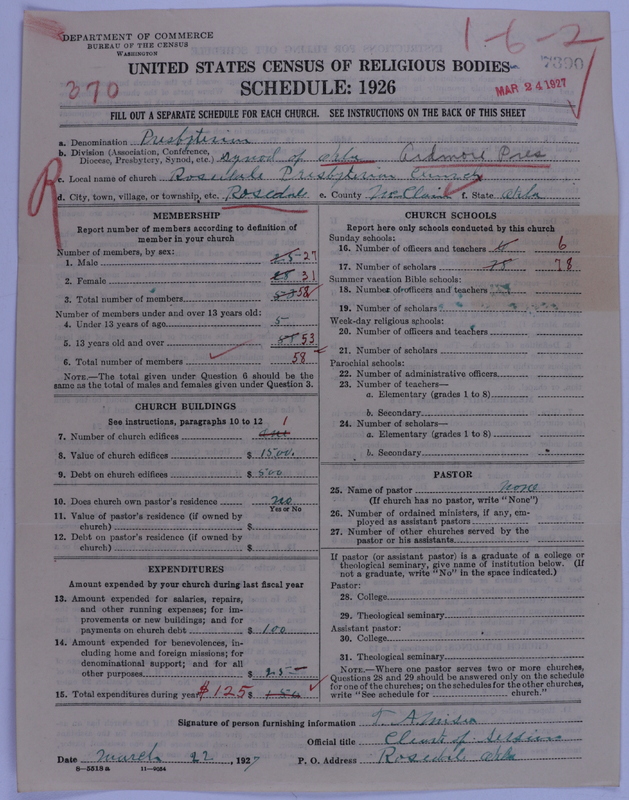 DEPARTMENT OF COMMERCE
BUREAU OF THE CENSUS
WASHINGTON
1-6-2
7390
UNITED STATES CENSUS OF RELIGIOUS BODIES
370
SCHEDULE: 1926
MAR 24 1927
FILL OUT A SEPARATE SCHEDULE FOR EACH CHURCH. SEE INSTRUCTIONS ON THE BACK OF THIS SHEET
a. Denomination Presbyterian
b. Division (Association, Conference, Diocese, Presbytery, Synod, etc.) Synod of Okla Ardmore Pres
c. Local name of church Rosedale Presbyterian Church
d. City, town, village, or township, etc. Rosedale e. County McClain f. State Okla
R
MEMBERSHIP
Report number of members according to definition of member in your church
Number of members, by sex:
1. Male 25 27
2. Female 31
3. Total number of members 58
Number of members under and over 13 years old:
4. Under 13 years of age 5
5. 13 years old and over 53
6. Total number of members 58
NOTE.—The total given under Question 6 should be the same as the total of males and females given under Question 3.
CHURCH BUILDINGS
See instructions, paragraphs 10 to 12
7. Number of church edifices one 1
8. Value of church edifices $ 1500.
9. Debt on church edifices $ 500
10. Does church own pastor's residence no
Yes or No
11. Value of pastor's residence (if owned by church) $
12. Debt on pastor's residence (if owned by church) $
EXPENDITURES
Amount expended by your church during last fiscal year
13. Amount expended for salaries, repairs, and other running expenses; for improvements or new buildings; and for payments on church debt $ 100
14. Amount expended for benevolences, including home and foreign missions; for denominational support; and for all other purposes $ 25
15. Total expenditures during year $125
CHURCH SCHOOLS
Report here only schools conducted by this church
Sunday schools:
16. Number of officers and teachers 6
17. Number of scholars 78
Summer vacation Bible schools:
18. Number of officers and teachers
19. Number of scholars
Week-day religious schools:
20. Number of officers and teachers
21. Number of scholars
Parochial schools:
22. Number of administrative officers
23. Number of teachers—
a. Elementary (grades 1 to 8)
b. Secondary
24. Number of scholars—
a. Elementary (grades 1 to 8)
b. Secondary
PASTOR
25. Name of pastor none
(If church has no pastor, write "None")
26. Number of ordained ministers, if any, employed as assistant pastors
27. Number of other churches served by the pastor or his assistants
If pastor (or assistant pastor) is a graduate of a college or theological seminary, give name of institution below. (If not a graduate, write "No" in the space indicated.)
Pastor:
28. College
29. Theological seminary
Assistant pastor:
30. College
31. Theological seminary
NOTE.—Where one pastor serves two or more churches, Questions 28 and 29 should be answered only on the schedule for one of the churches; on the schedules for the other churches, write "See schedule for church."
Signature of person furnishing information
Official title Clerk of Session
Date March 22, 1927 P. O. Address Rosedale Okla
8—5518a 11—9034